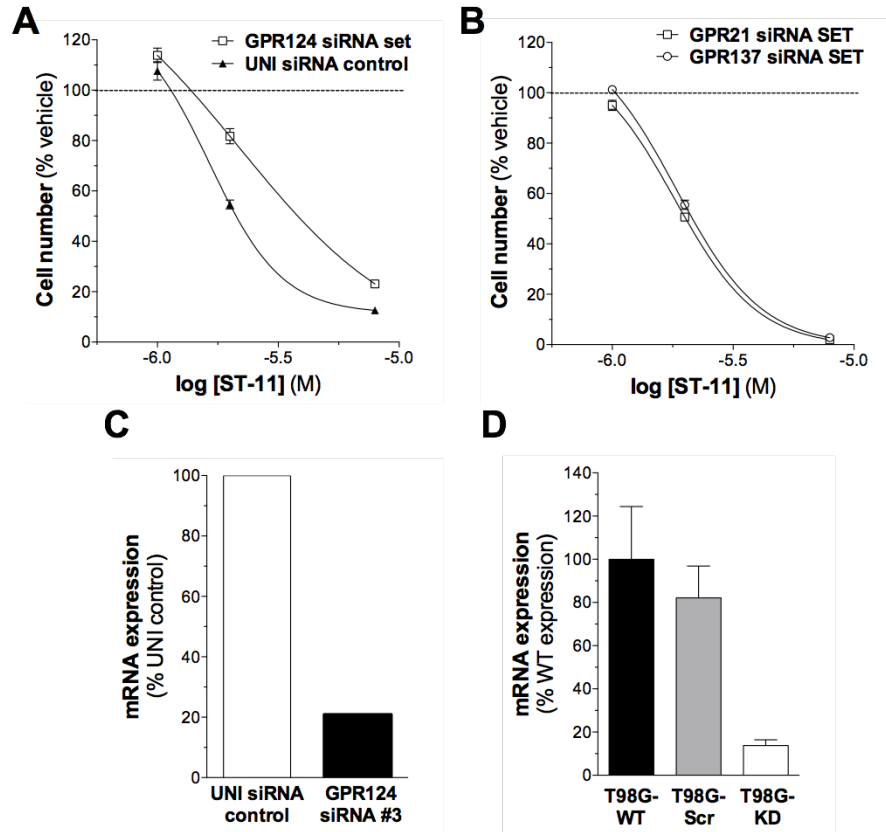 A
GPR124 siRNA set
UNI siRNA control
120
100
80
60
40
20
0
Cell number (% vehicle)
-6.0
-5.5
-5.0
log [ST-11] (M)
B
GPR21 siRNA SET
GPR137 siRNA SET
120
100
80
60
40
20
0
Cell number (% vehicle)
-6.0
-5.5
-5.0
log [ST-11] (M)
C
100
80
60
40
20
0
mRNA expression
(% UNI control)
UNI siRNA
control
GPR124
siRNA #3
D
140
120
100
80
60
40
20
0
mRNA expression
(% WT expression)
T98G-
WT
T98G-
Scr
T98G-
KD